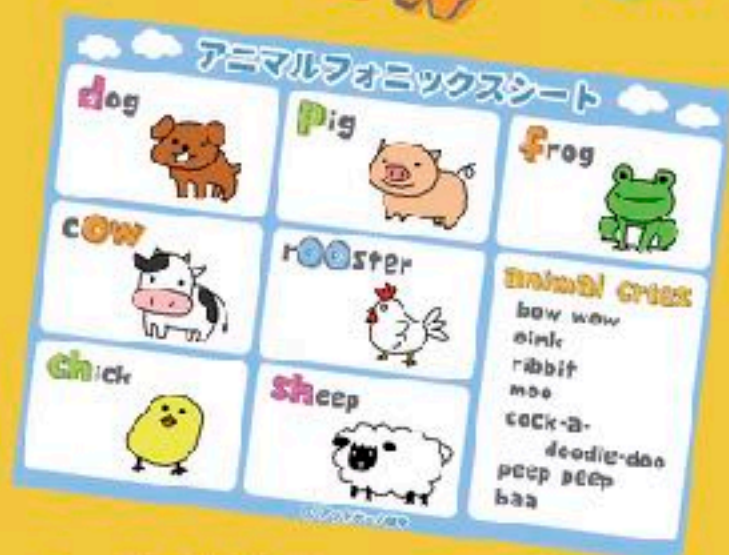 アニマルフォニックスシート
dog
pig
frog
cow
rooster
chick
sheep
animal cries
bow wow
oink
ribbit
moo
cock-a-
doodle-doo
peep peep
baa